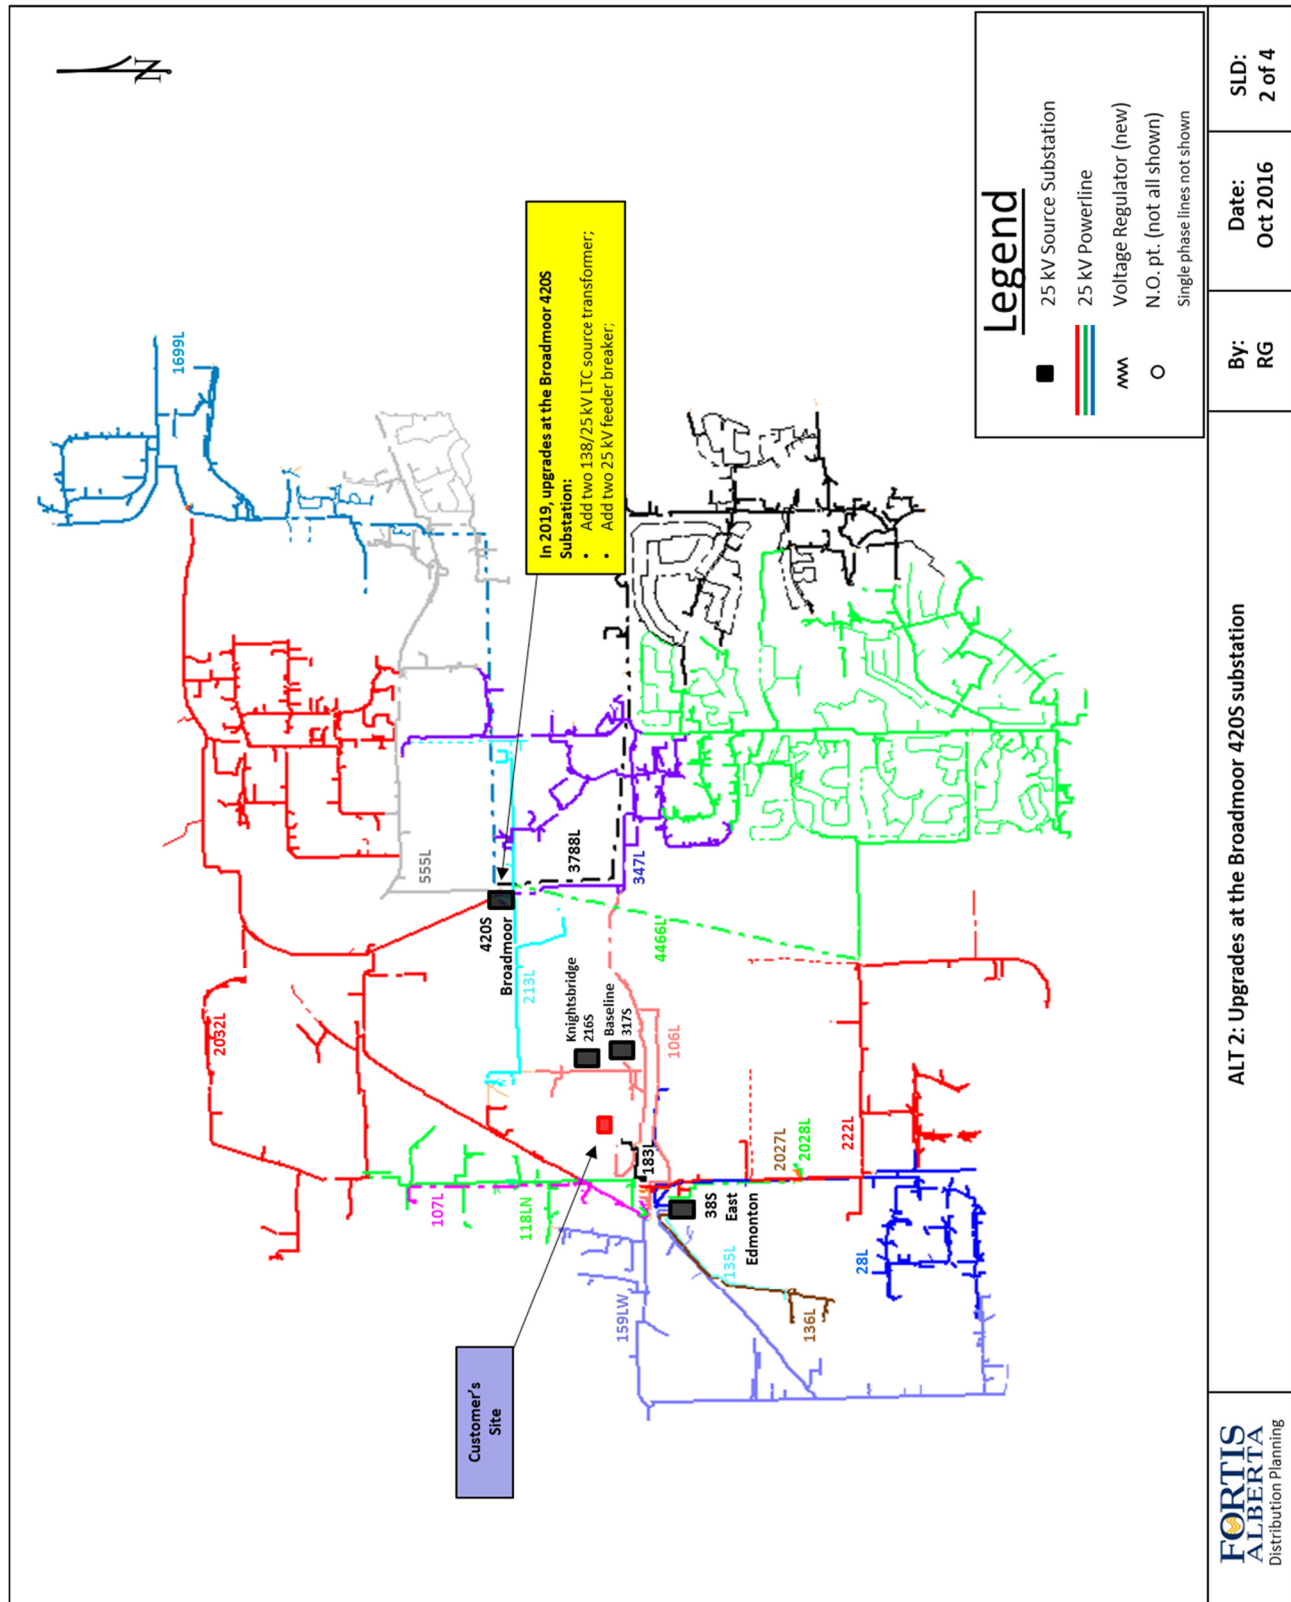 N
1699L
In 2019, upgrades at the Broadmoor 420S
Substation:
• Add two 138/25 kV LTC source transformer;
• Add two 25 kV feeder breaker;
555L
2032L
420S
Broadmoor
213L
3788L
347L
4466L
Knightsbridge
216S
Baseline
317S
106L
107L
118LN
183L
2027L
2028L
222L
38S
East
Edmonton
159LW
135L
136L
28L
Customer's
Site
Legend
25 kV Source Substation
25 kV Powerline
Voltage Regulator (new)
N.O. pt. (not all shown)
Single phase lines not shown
FORTIS
ALBERTA
Distribution Planning
ALT 2: Upgrades at the Broadmoor 420S substation
By:
RG
Date:
Oct 2016
SLD:
2 of 4